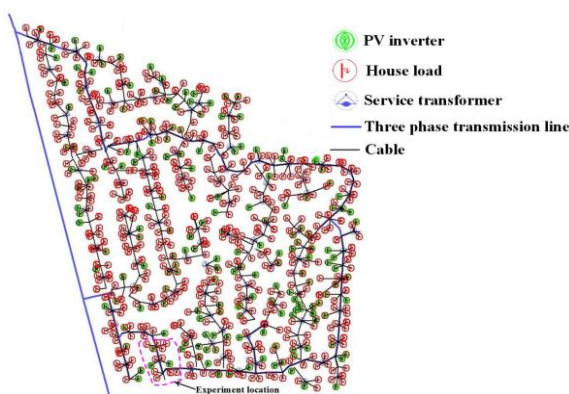 PV inverter
House load
Service transformer
Three phase transmission line
Cable
Experiment location